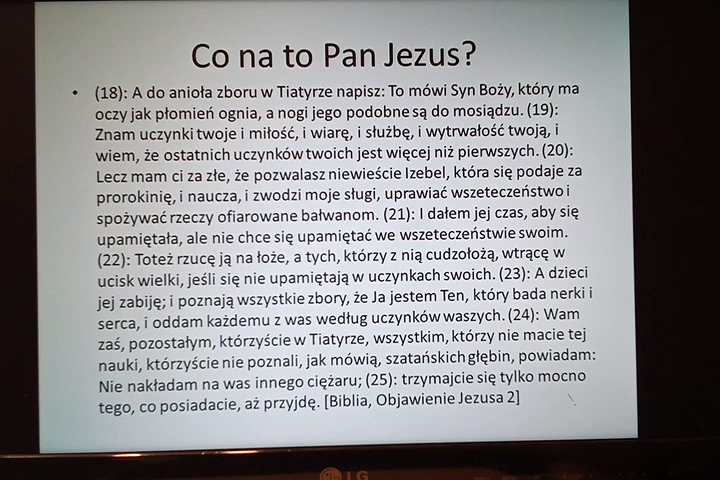 Co na to Pan Jezus?
• (18): A do anioła zboru w Tiatyrze napisz: To mówi Syn Boży, który ma
oczy jak płomień ognia, a nogi jego podobne są do mosiądzu. (19):
Znam uczynki twoje i miłość, i wiarę, i służbę, i wytrwałość twoją, i
wiem, że ostatnich uczynków twoich jest więcej niż pierwszych. (20):
Lecz mam ci za złe, że pozwalasz niewieście Izebel, która się podaje za
prorokinię, i naucza, i zwodzi moje sługi, uprawiać wszeteczeństwo i
spożywać rzeczy ofiarowane bałwanom. (21): I dałem jej czas, aby się
upamiętała, ale nie chce się upamiętać we wszeteczeństwie swoim.
(22): Toteż rzucę ją na łoże, a tych, którzy z nią cudzołożą, wtrącę w
ucisk wielki, jeśli się nie upamiętają w uczynkach swoich. (23): A dzieci
jej zabiję; i poznają wszystkie zbory, że Ja jestem Ten, który bada nerki i
serca, i oddam każdemu z was według uczynków waszych. (24): Wam
zaś, pozostałym, którzyście w Tiatyrze, wszystkim, którzy nie macie tej
nauki, którzyście nie poznali, jak mówią, szatańskich głębin, powiadam:
Nie nakładam na was innego ciężaru; (25): trzymajcie się tylko mocno
tego, co posiadacie, aż przyjdę. [Biblia, Objawienie Jezusa 2]
LG